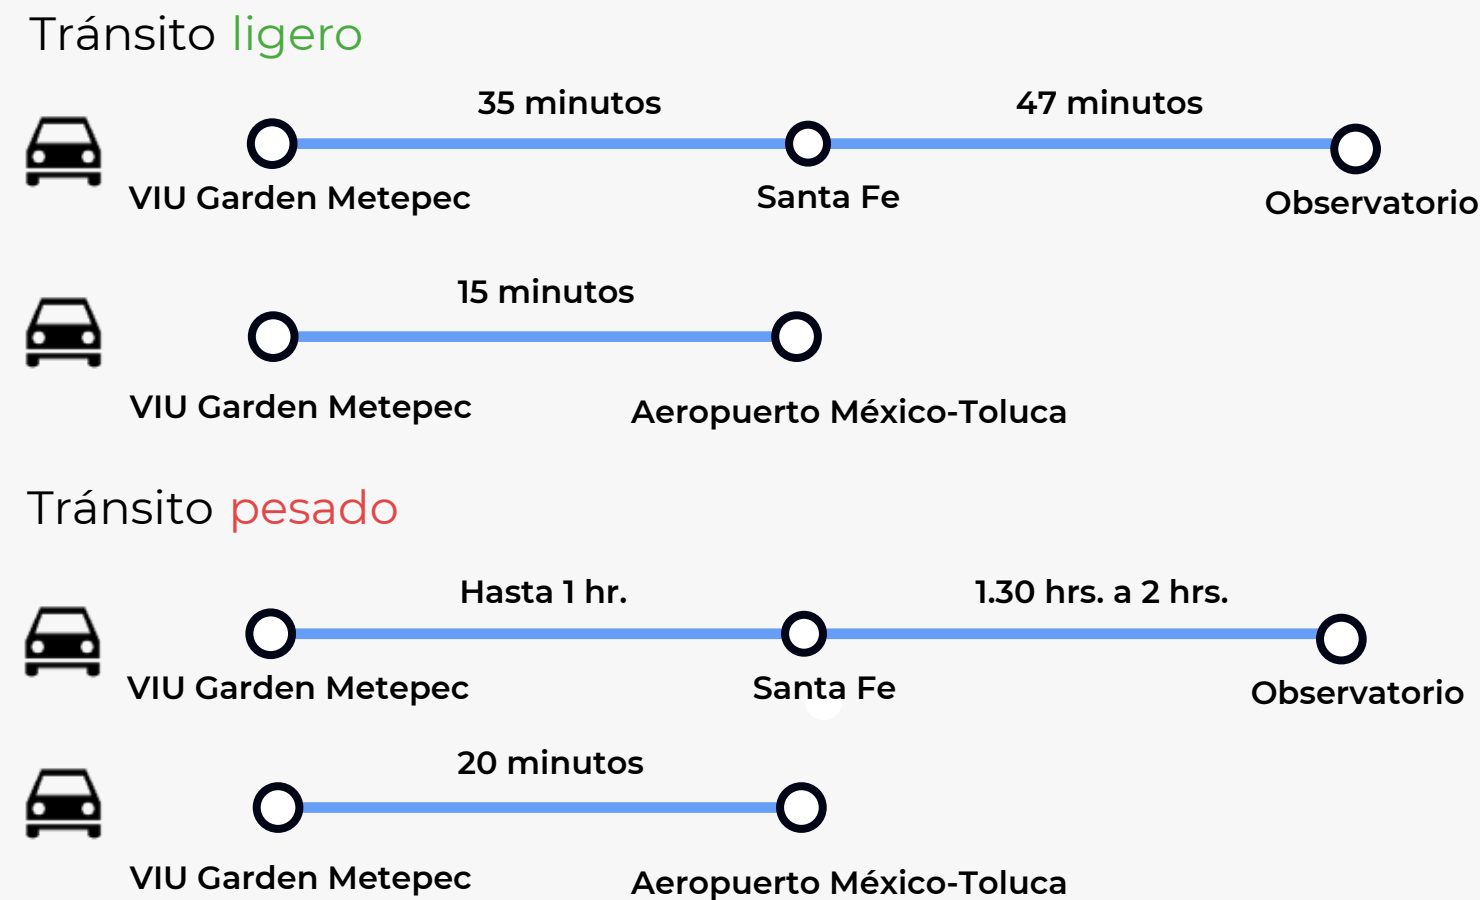 Tránsito ligero
35 minutos
47 minutos
VIU Garden Metepec
Santa Fe
Observatorio
15 minutos
VIU Garden Metepec
Aeropuerto México-Toluca
Tránsito pesado
Hasta 1 hr.
1.30 hrs. a 2 hrs.
VIU Garden Metepec
Santa Fe
Observatorio
20 minutos
VIU Garden Metepec
Aeropuerto México-Toluca